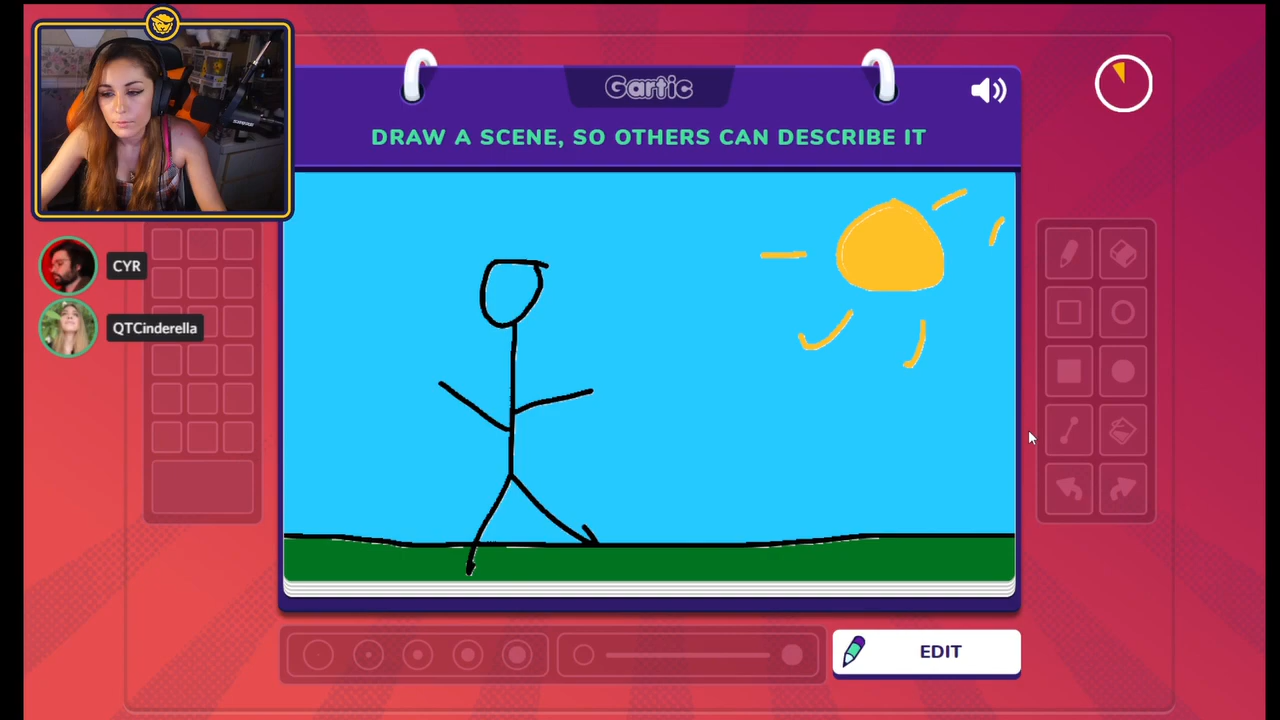 Gartic
DRAW A SCENE, SO OTHERS CAN DESCRIBE IT
CYR
QTCinderella
EDIT